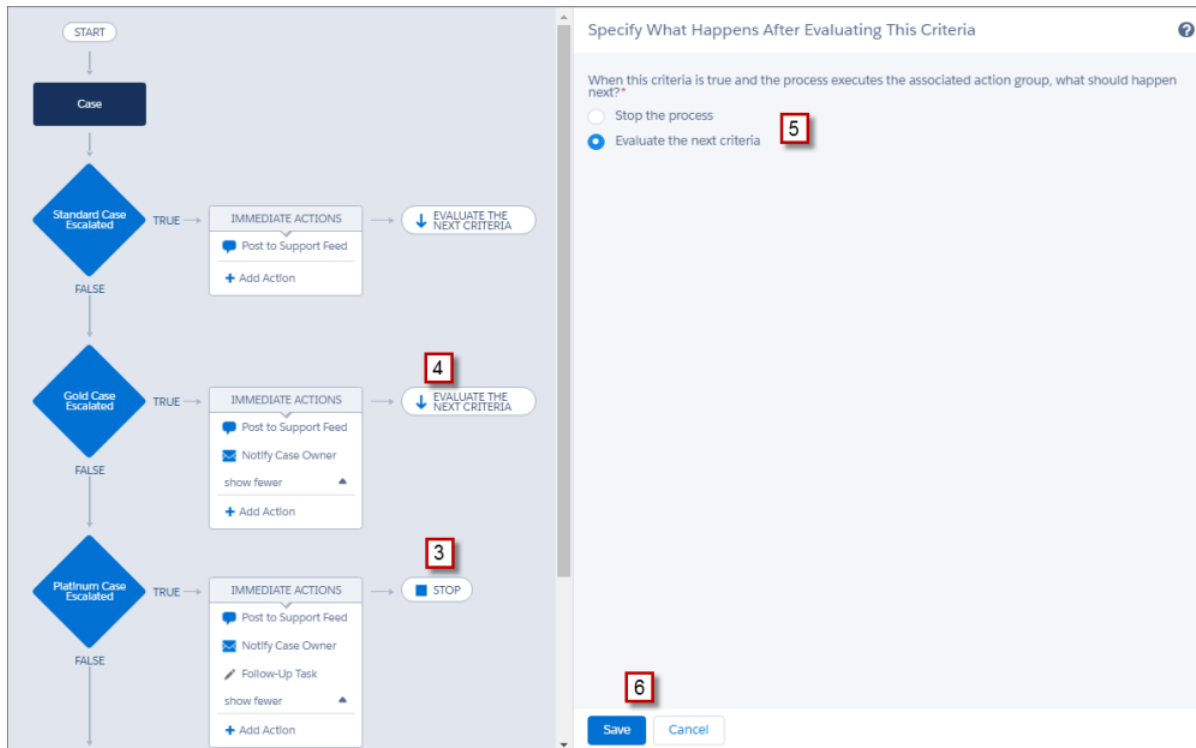 START
Case
Standard Case
Escalated
TRUE
IMMEDIATE ACTIONS
Post to Support Feed
+ Add Action
EVALUATE THE
NEXT CRITERIA
FALSE
4
Gold Case
Escalated
TRUE
IMMEDIATE ACTIONS
Post to Support Feed
Notify Case Owner
show fewer
+ Add Action
EVALUATE THE
NEXT CRITERIA
FALSE
3
Platinum Case
Escalated
TRUE
IMMEDIATE ACTIONS
Post to Support Feed
Notify Case Owner
Follow-Up Task
show fewer
+ Add Action
STOP
FALSE
Specify What Happens After Evaluating This Criteria
?
When this criteria is true and the process executes the associated action group, what should happen
next?*
Stop the process
Evaluate the next criteria
5
6
Save
Cancel